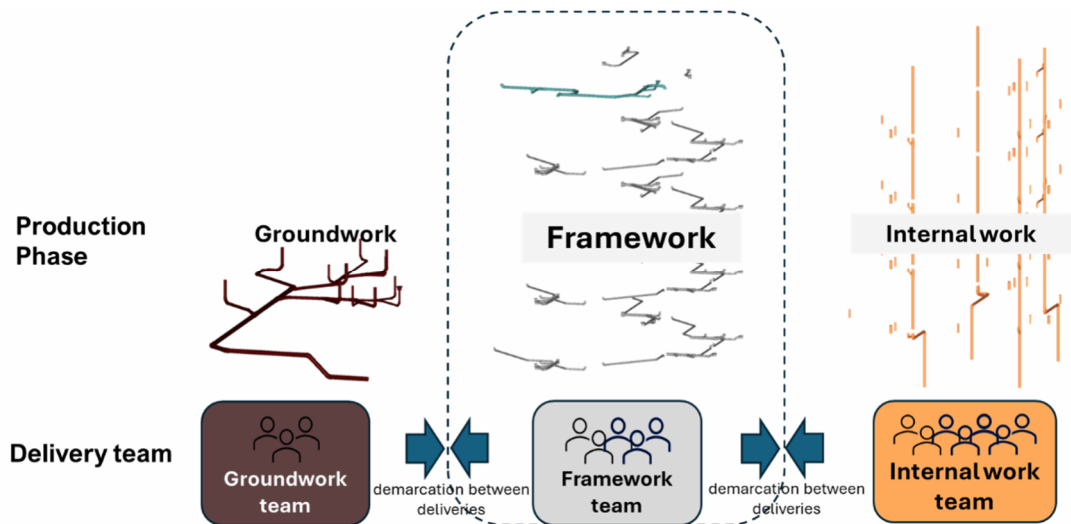 Production
Phase
Groundwork
Framework
Internal work
Delivery team
Groundwork
team
demarcation between
deliveries
Framework
team
demarcation between
deliveries
Internal work
team